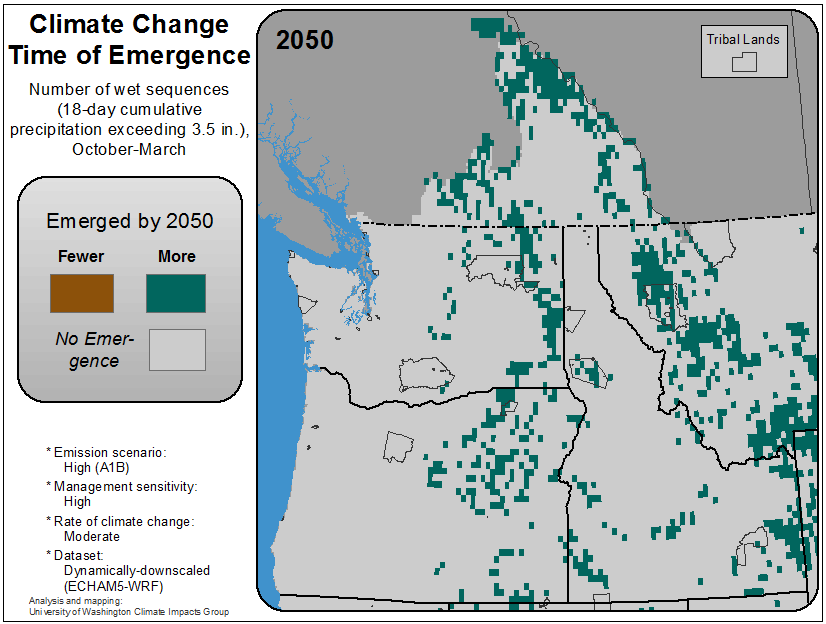 Climate Change
Time of Emergence
Number of wet sequences
(18-day cumulative
precipitation exceeding 3.5 in.),
October-March
Emerged by 2050
Fewer
More
No Emer-
gence
* Emission scenario:
High (A1B)
* Management sensitivity:
High
* Rate of climate change:
Moderate
* Dataset:
Dynamically-downscaled
(ECHAM5-WRF)
Analysis and mapping:
University of Washington Climate Impacts Group
2050
Tribal Lands